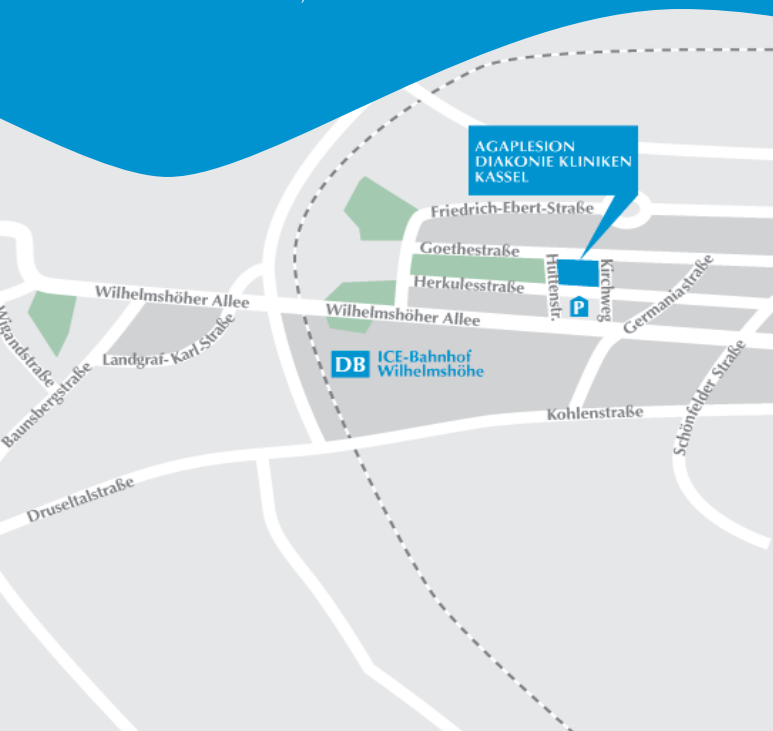 AGAPLESION
DIAKONIE KLINIKEN
KASSEL
Friedrich-Ebert-Straße
Goethestraße
Huttenstr.
Kirchweg
Herkulesstraße
Germaniastraße
Wilhelmshöher Allee
Wilhelmshöher Allee
P
Wigandstraße
Landgraf-Karl-Straße
Baunsbergstraße
DB
ICE-Bahnhof
Wilhelmshöhe
Schönfelder Straße
Kohlenstraße
Druseltalstraße